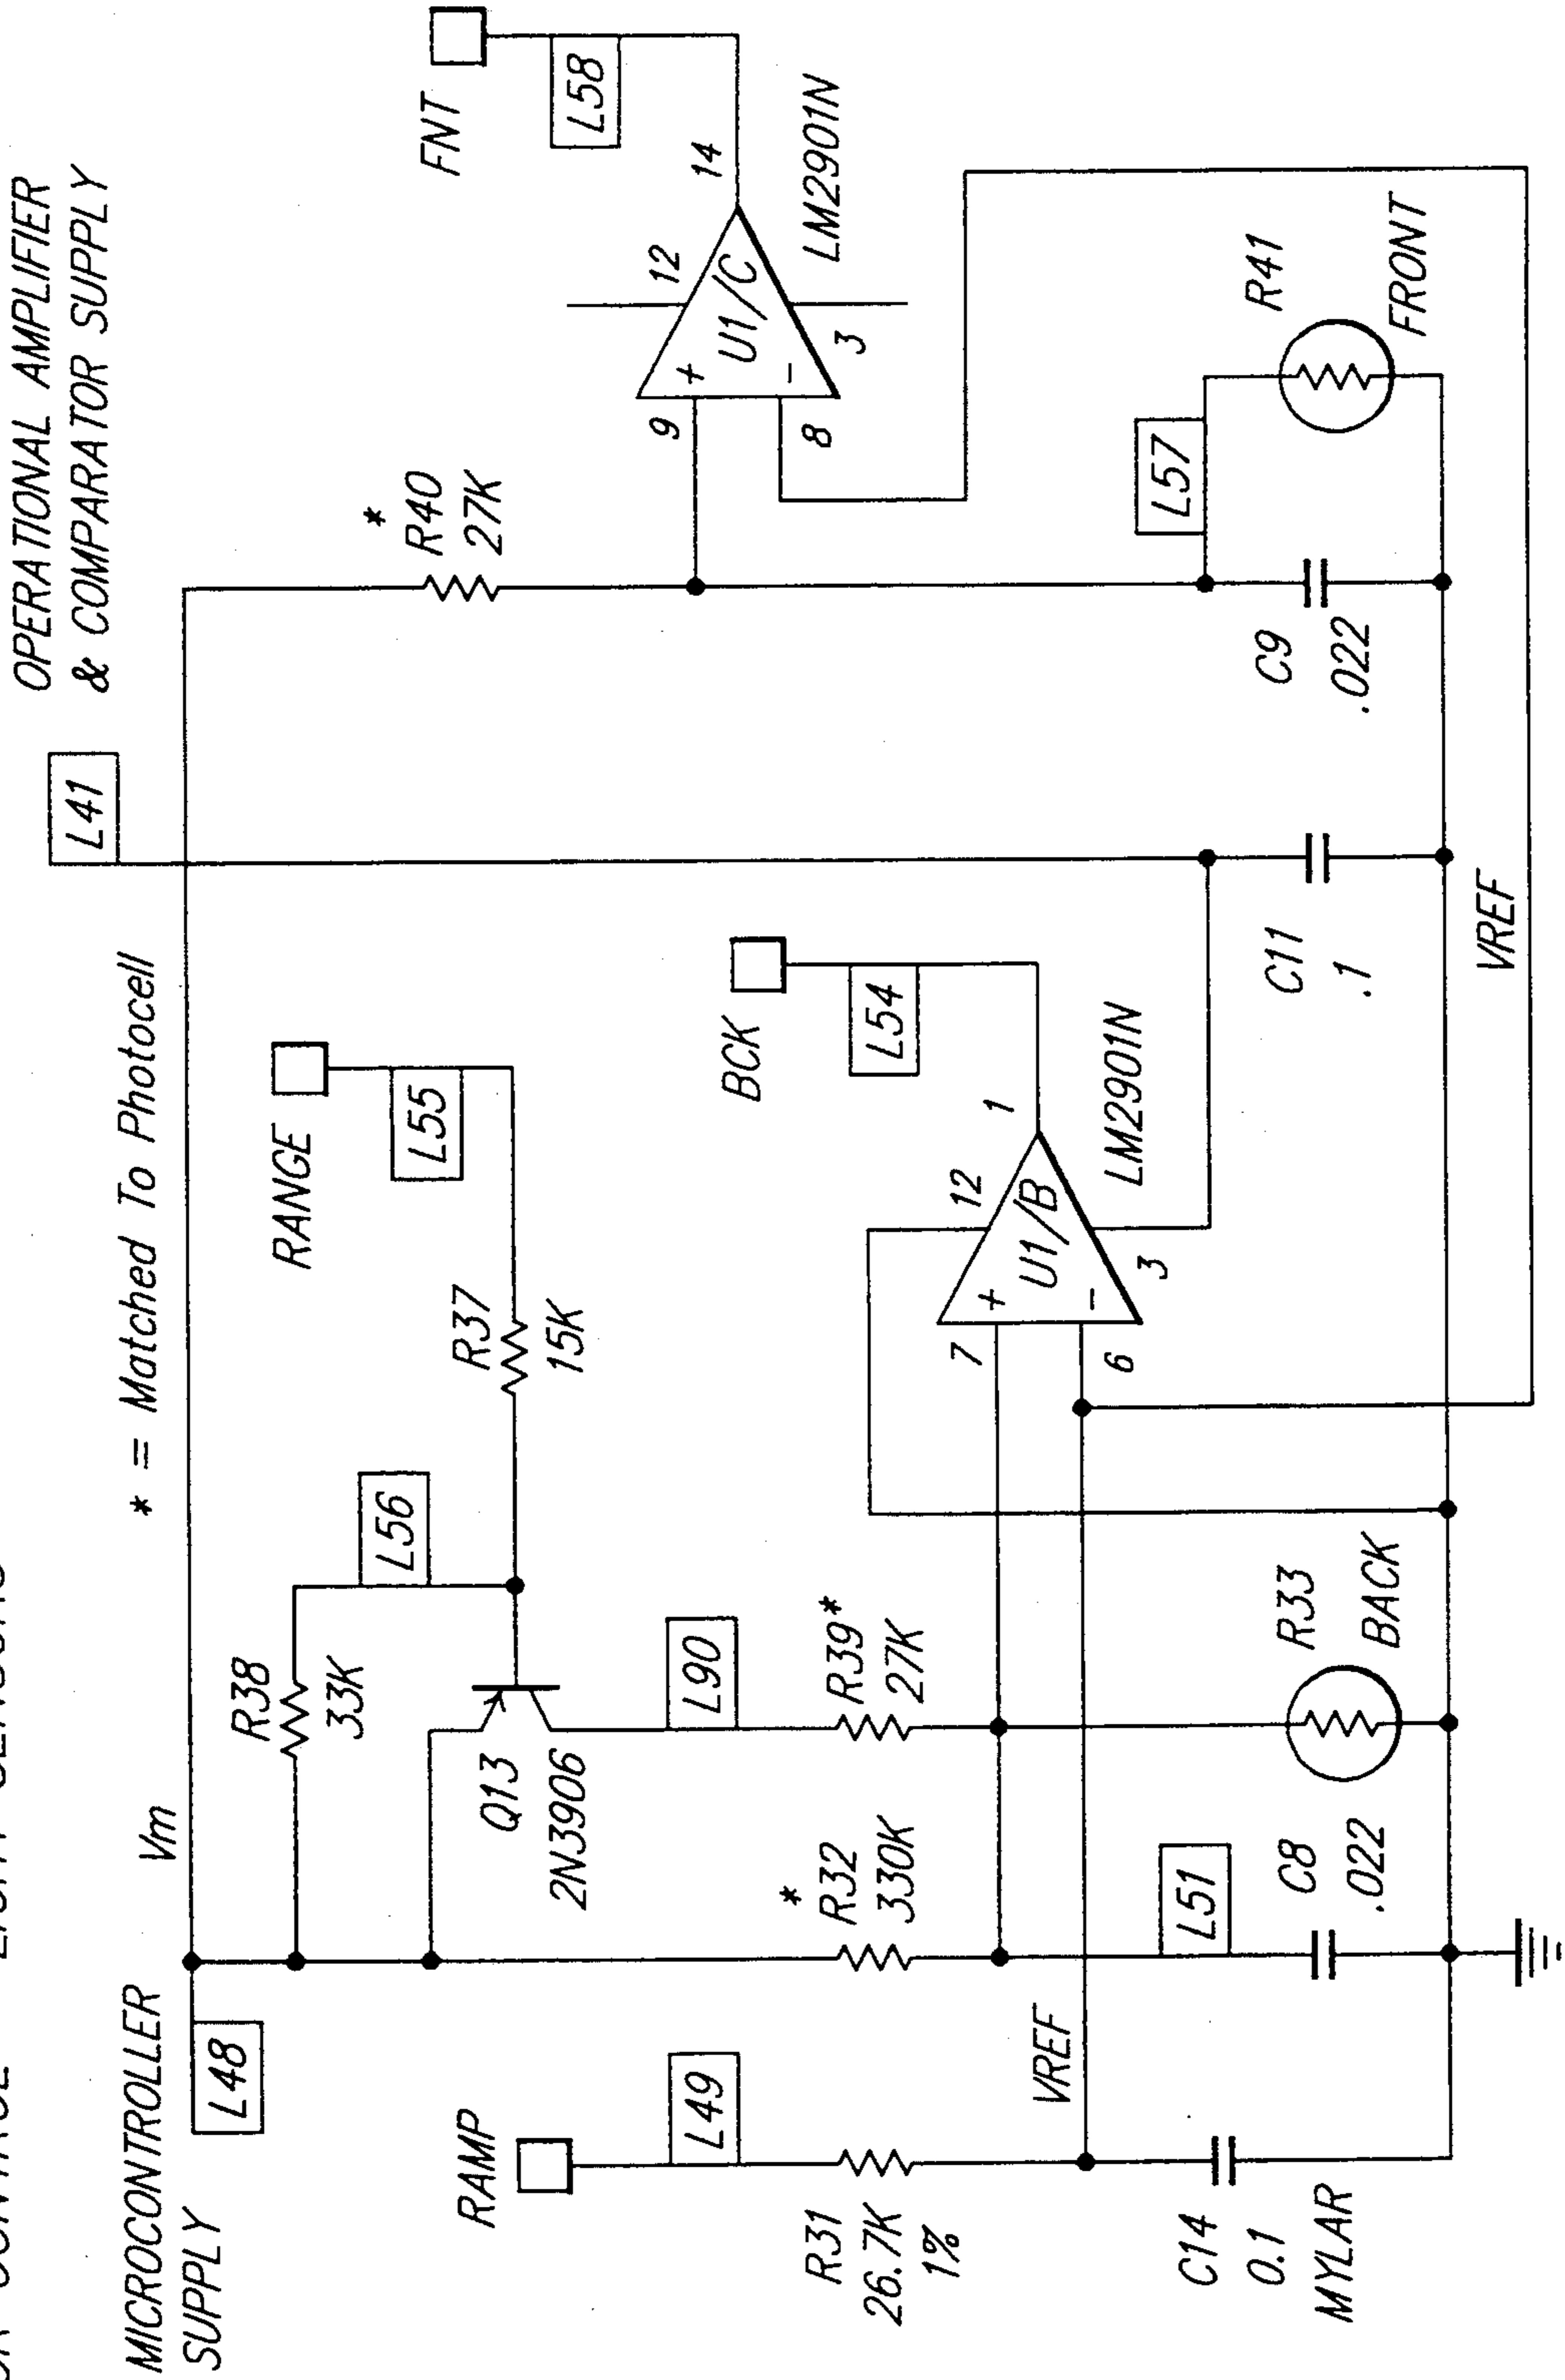 OPERATIONAL AMPLIFIER
& COMPARATOR SUPPLY
L41
* = Matched To Photocell
MICROCONTROLLER
SUPPLY
Vm
L48
R38
33K
L56
RANGE
L55
R37
15K
Q13
2N3906
L90
*
R40
27K
FNT
L58
9
8
+
-
U1/C
12
3
14
LM2901N
RAMP
L49
R31
26.7K
1%
VREF
*
R32
330K
R39*
27K
7
6
+
-
U1/B
12
3
1
LM2901N
BCK
L54
L51
C8
.022
R33
BACK
C14
0.1
MYLAR
C11
.1
VREF
C9
.022
L57
R41
FRONT